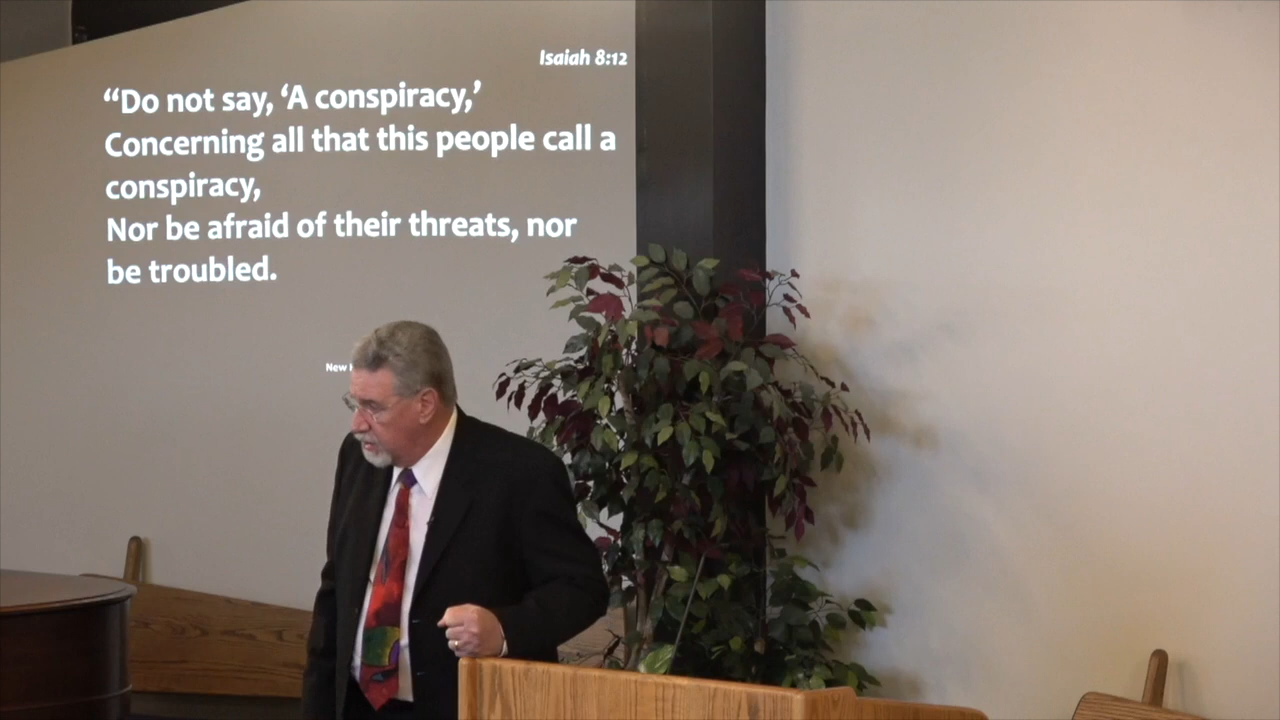 Isaiah 8:12
“Do not say, ‘A conspiracy,’
Concerning all that this people call a
conspiracy,
Nor be afraid of their threats, nor
be troubled.
New